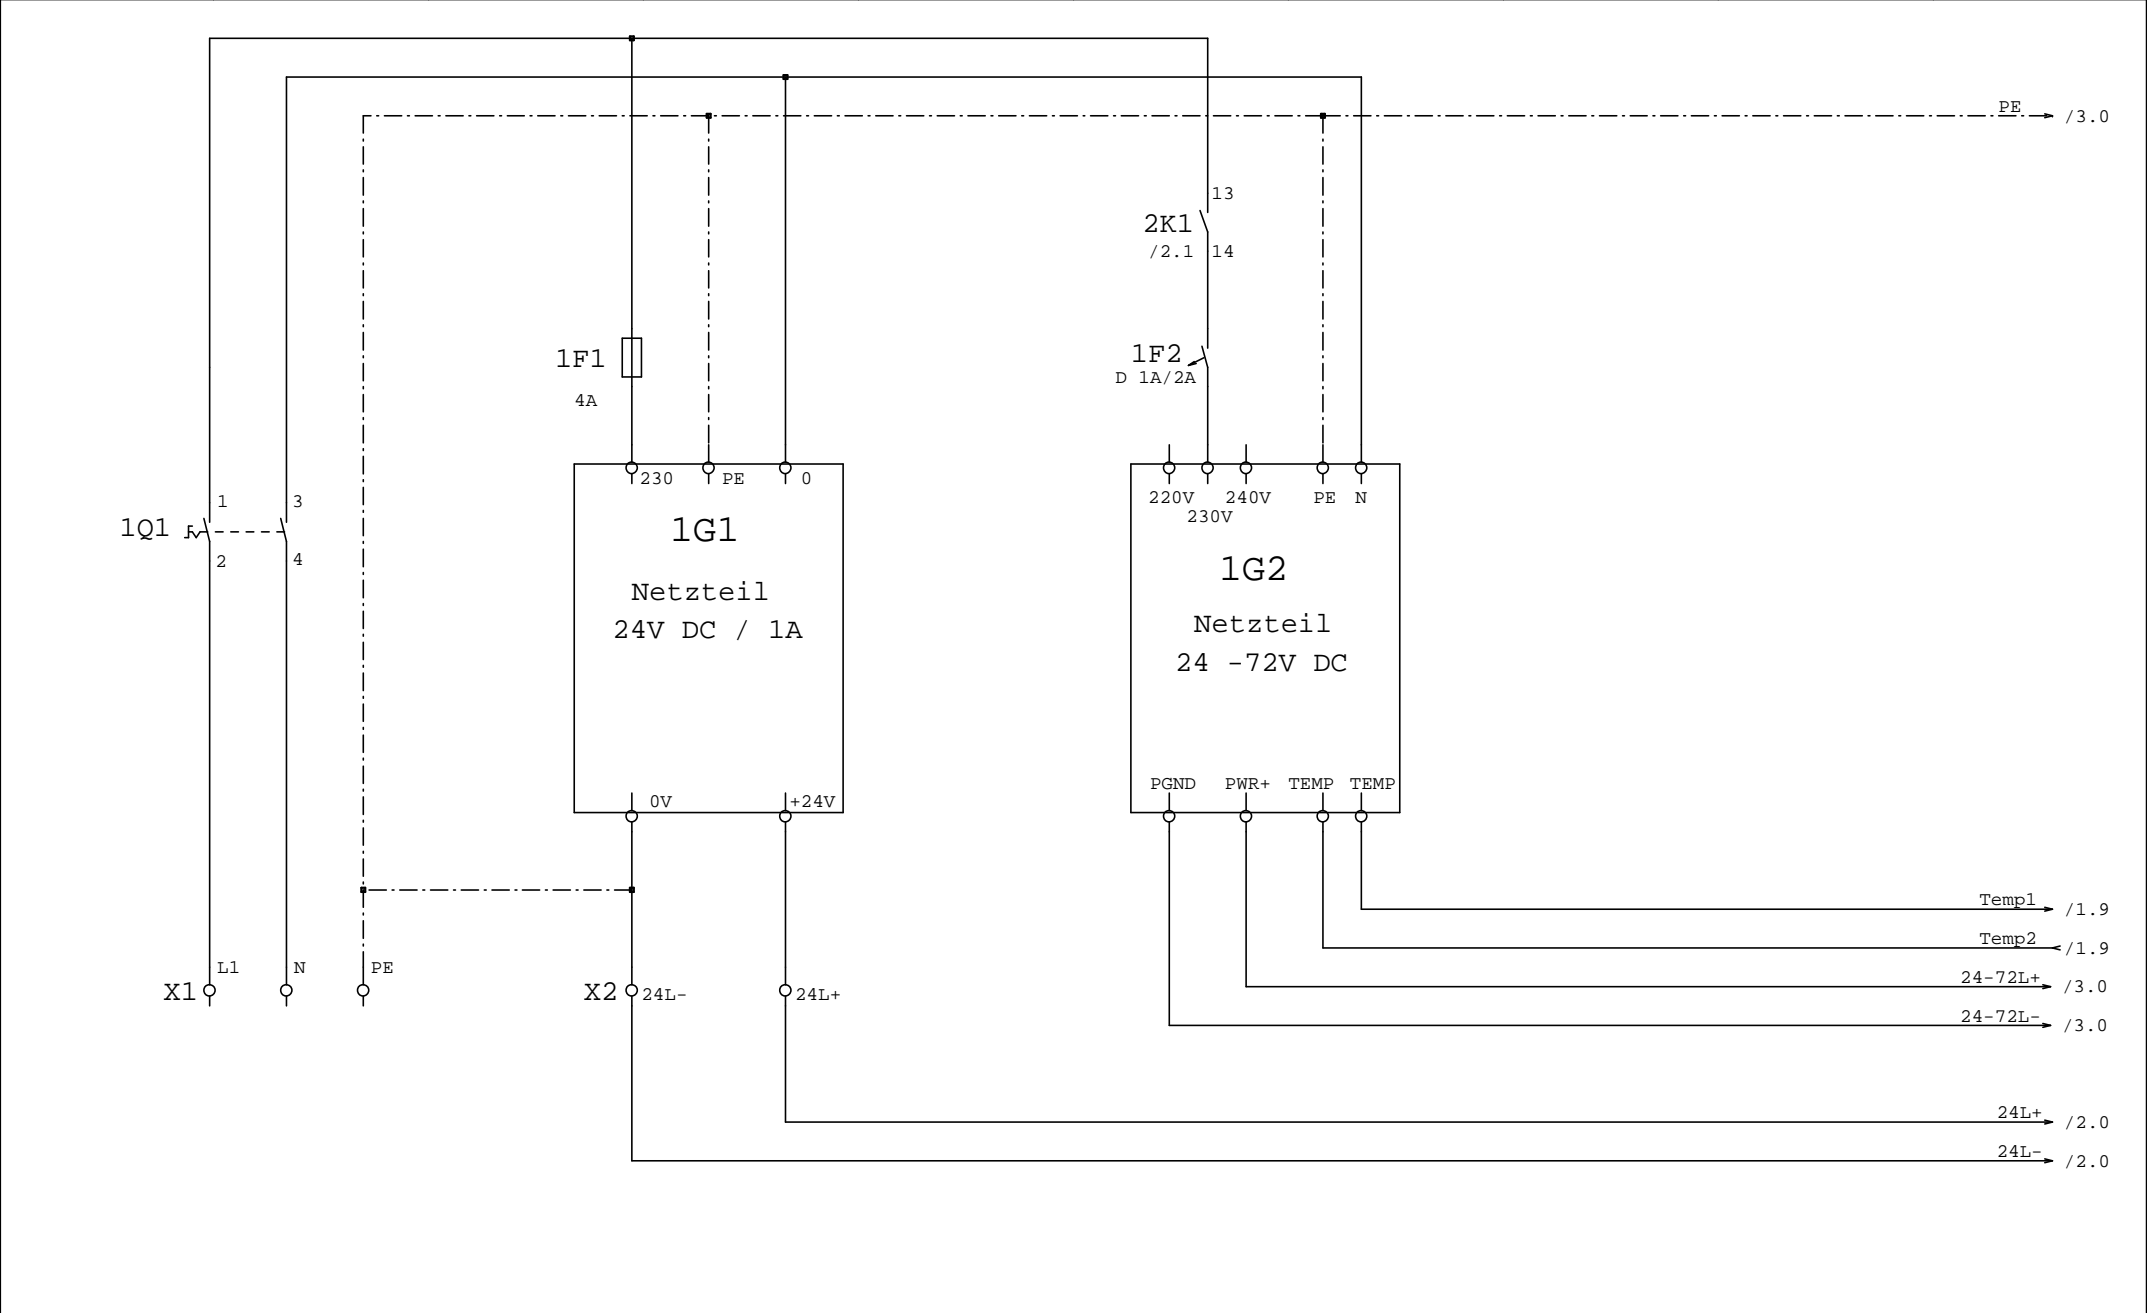 PE
/3.0
13
2K1
/2.1
14
1F1
4A
1F2
D 1A/2A
230
PE
0
220V
230V
240V
PE
N
1Q1
1
3
2
4
1G1
Netzteil
24V DC / 1A
1G2
Netzteil
24 -72V DC
0V
+24V
PGND
PWR+
TEMP
TEMP
Temp1
/1.9
Temp2
/1.9
24-72L+
/3.0
24-72L-
/3.0
X1
L1
N
PE
X2
24L-
24L+
24L+
/2.0
24L-
/2.0